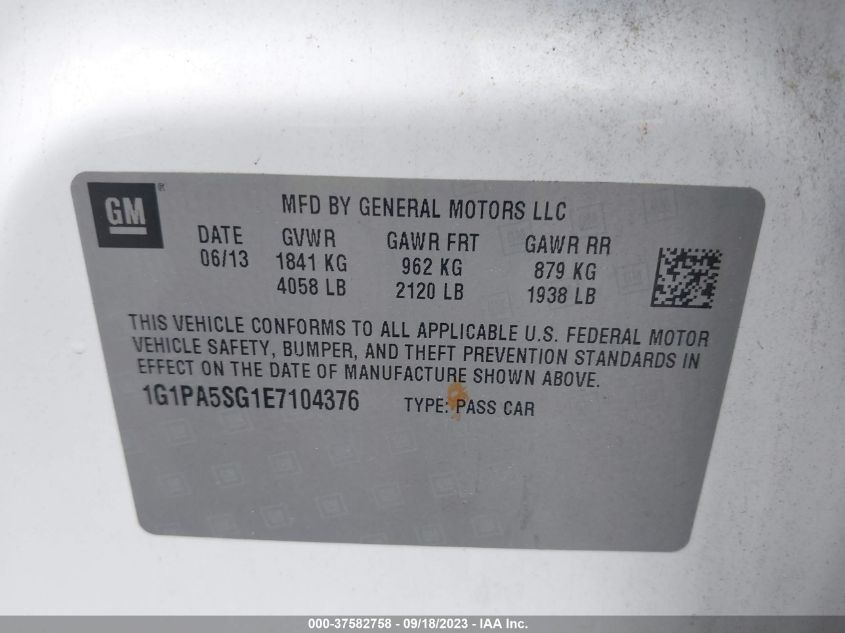 GM ®
MFD BY GENERAL MOTORS LLC
DATE GVWR GAWR FRT GAWR RR
06/13 1841 KG 962 KG 879 KG
4058 LB 2120 LB 1938 LB
THIS VEHICLE CONFORMS TO ALL APPLICABLE U.S. FEDERAL MOTOR
VEHICLE SAFETY, BUMPER, AND THEFT PREVENTION STANDARDS IN
EFFECT ON THE DATE OF MANUFACTURE SHOWN ABOVE.
1G1PA5SG1E7104376 TYPE: PASS CAR
000-37582758 - 09/18/2023 - IAA Inc.